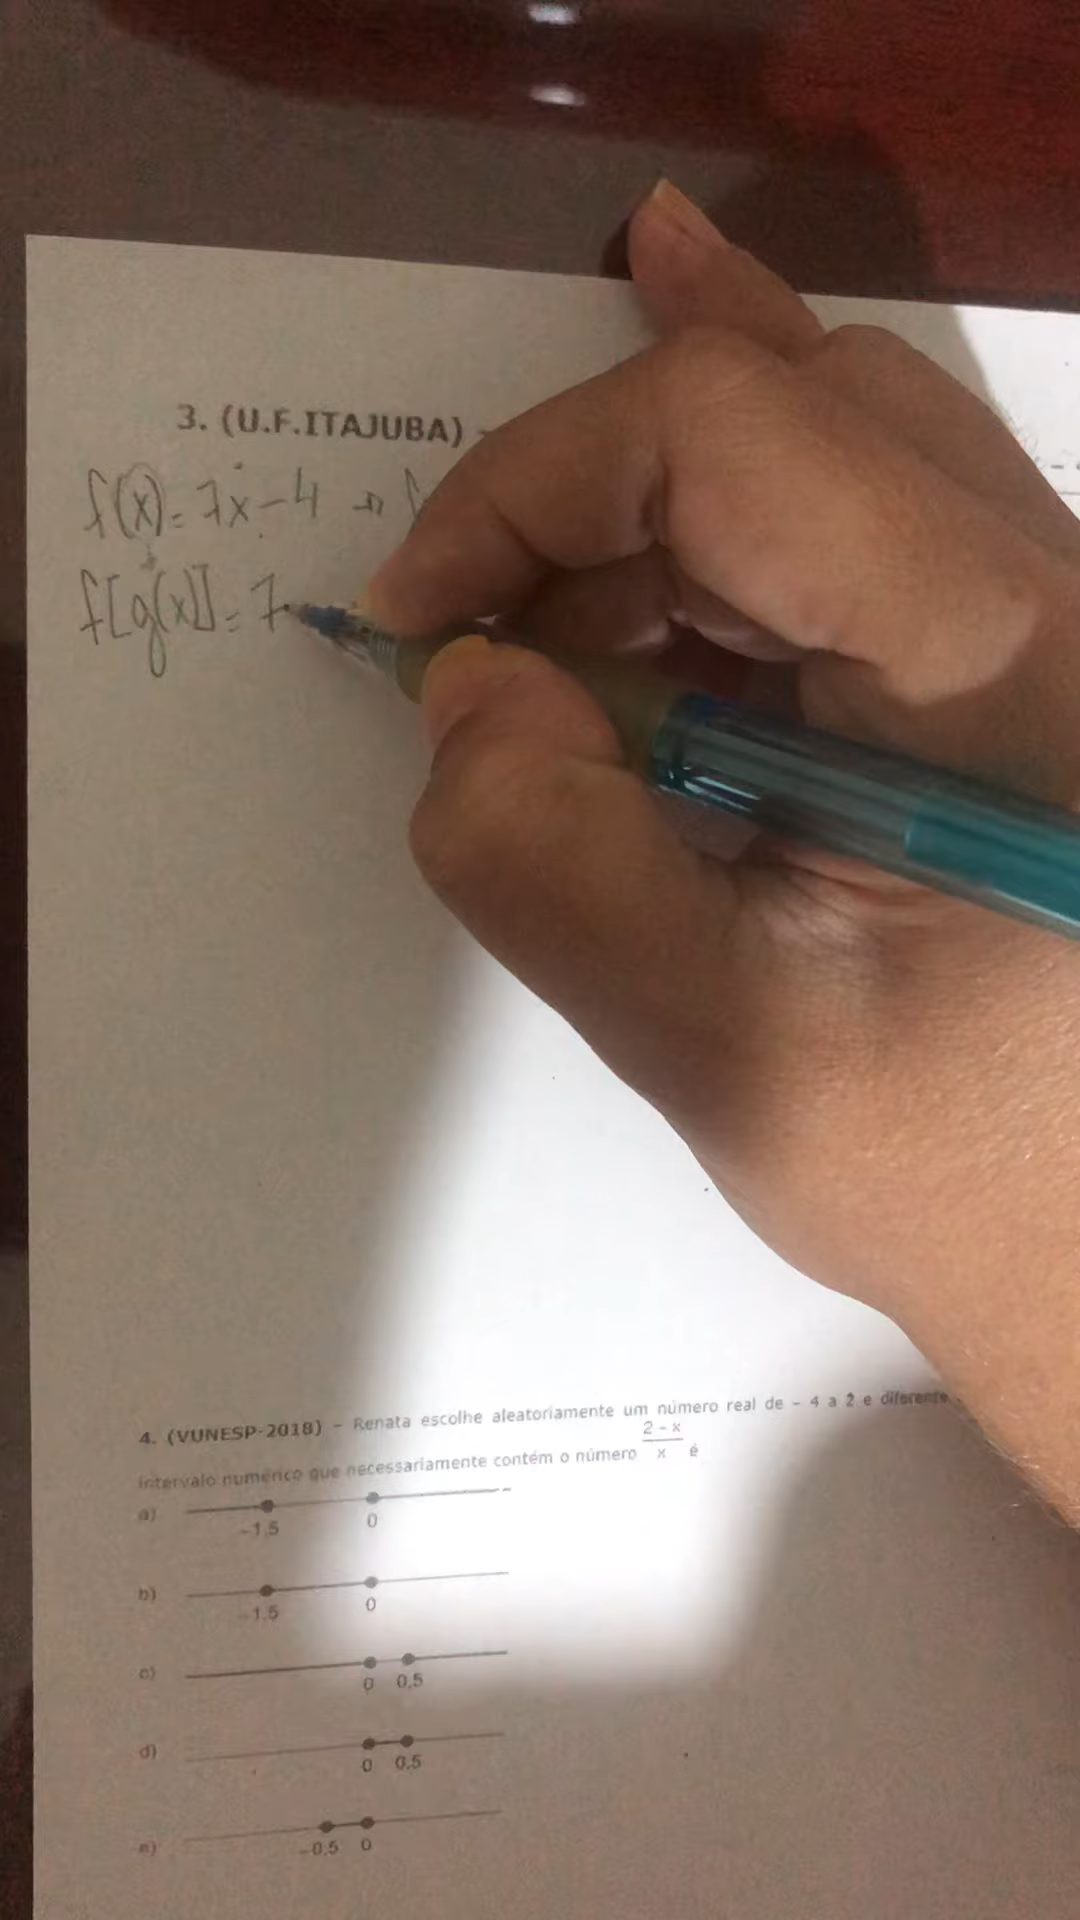 3. (U.F.ITAJUBA) -
f(x) = 7x - 4 → f
f[g(x)] = 7.
4. (VUNESP-2018) - Renata escolhe aleatoriamente um número real de - 4 a 2 e diferente
intervalo numérico que necessariamente contém o número 2 - x / x é
a) -1,5 0
b) -1,5 0
c) 0 0,5
d) 0 0,5
e) -0,5 0